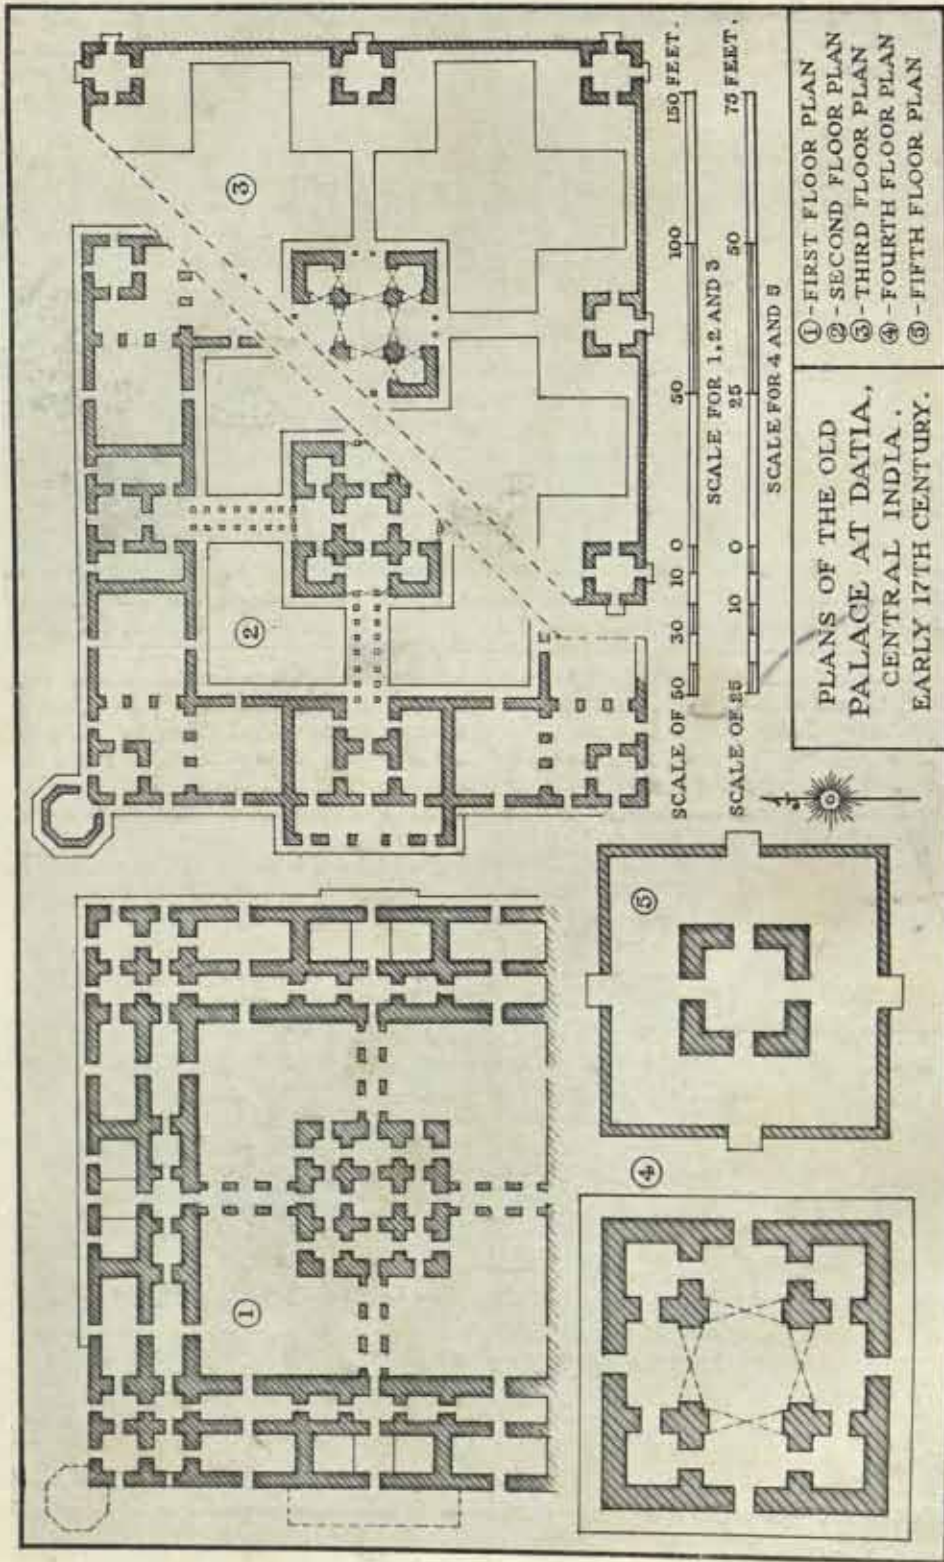 ③
②
①
⑤
④
150 FEET.
100
50
0
10
30
SCALE OF 50
SCALE FOR 1, 2 AND 3
75 FEET.
50
25
0
10
SCALE OF 25
SCALE FOR 4 AND 5
PLANS OF THE OLD
PALACE AT DATIA,
CENTRAL INDIA.
EARLY 17TH CENTURY.
① - FIRST FLOOR PLAN
② - SECOND FLOOR PLAN
③ - THIRD FLOOR PLAN
④ - FOURTH FLOOR PLAN
⑤ - FIFTH FLOOR PLAN